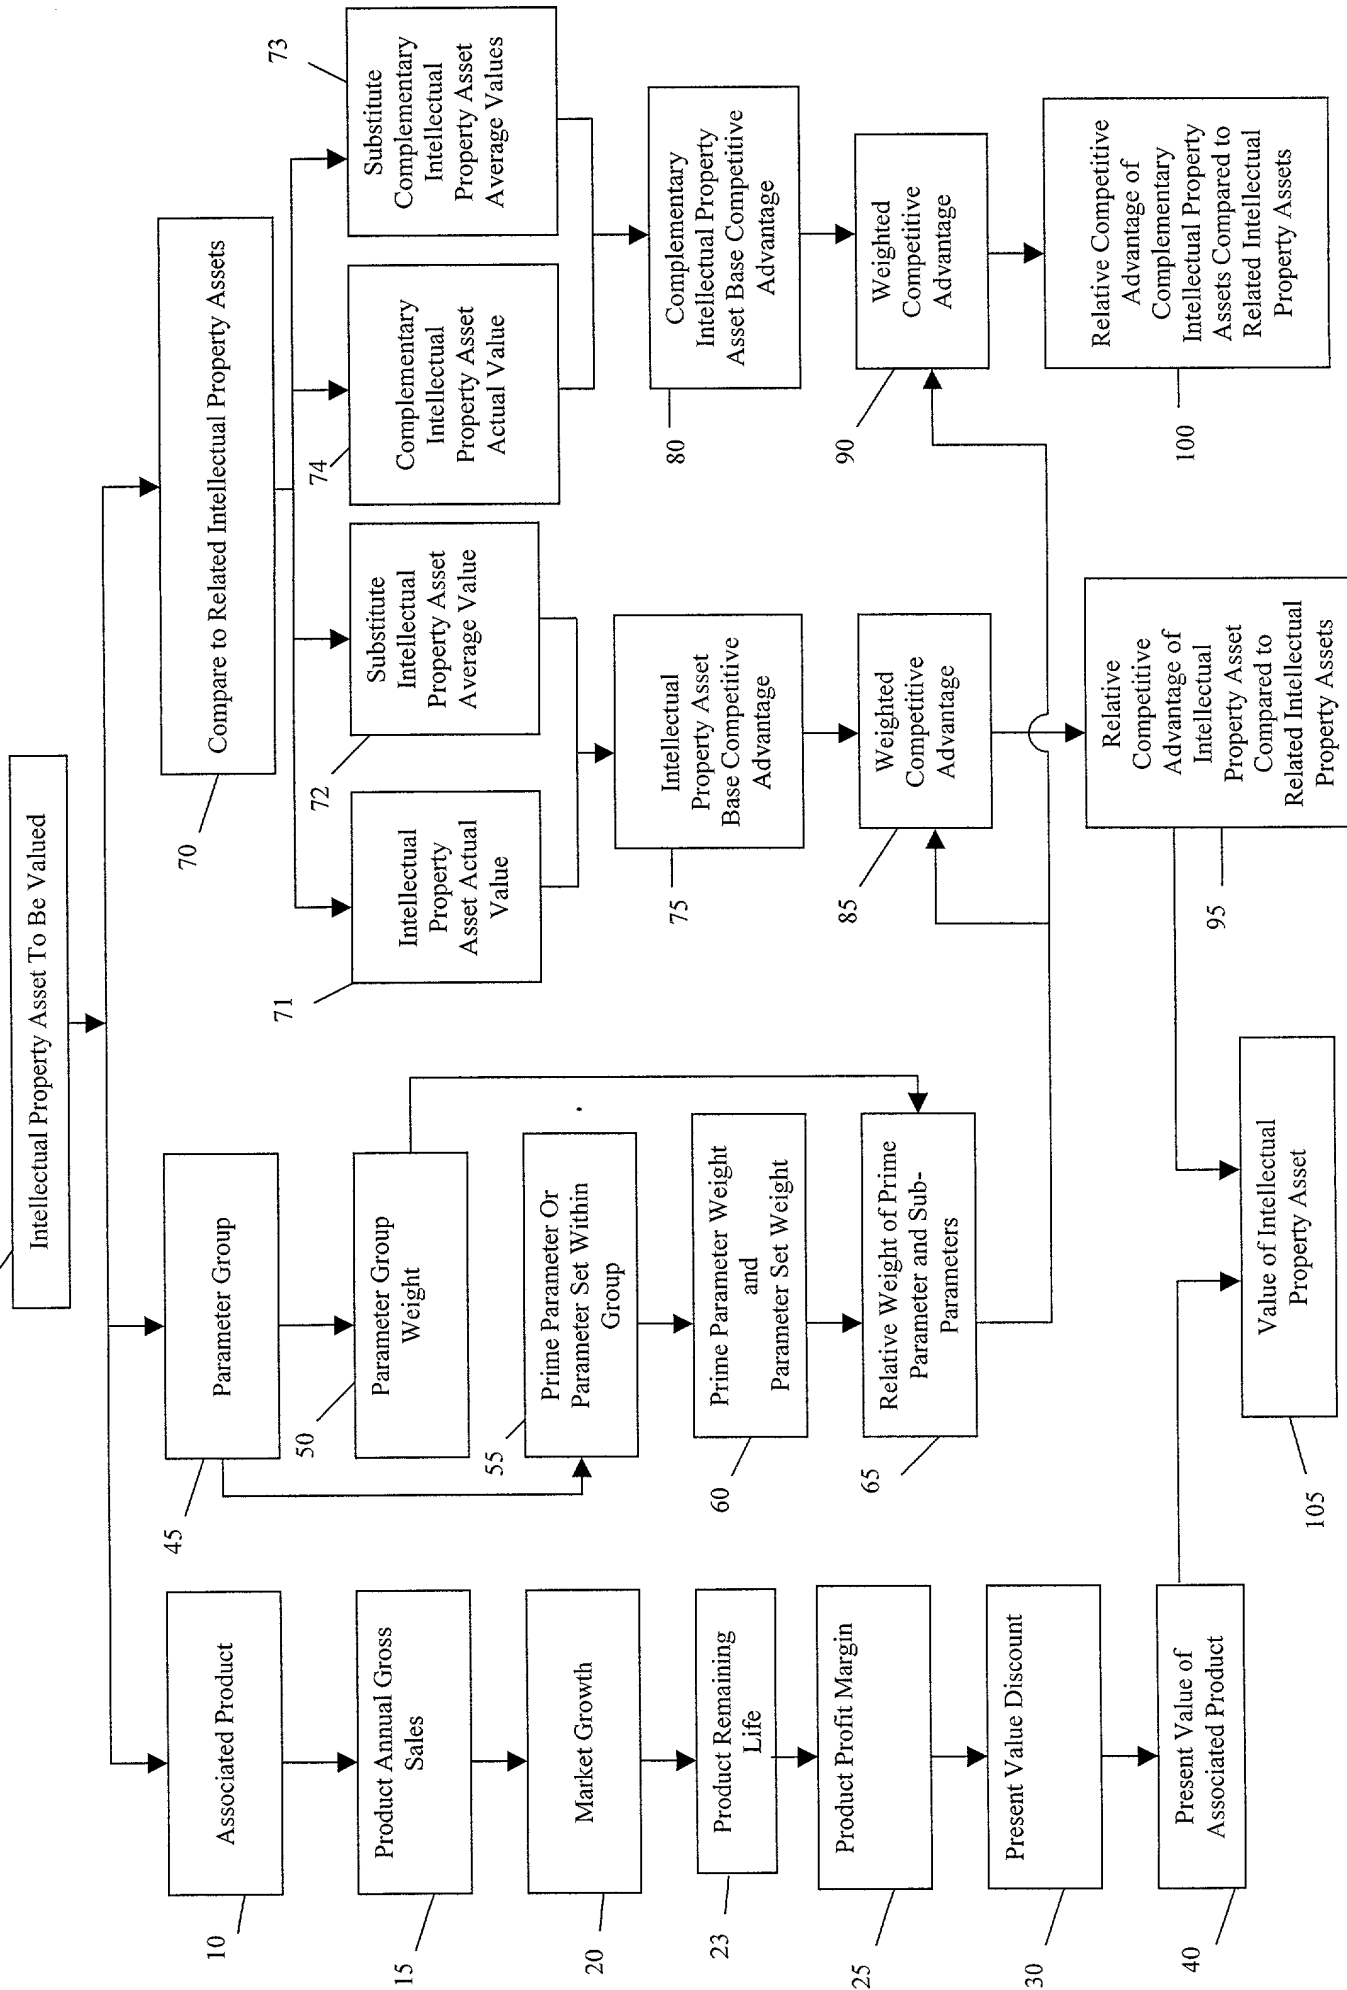 Intellectual Property Asset To Be Valued
Associated Product
10
Product Annual Gross
Sales
15
Market Growth
20
Product Remaining
Life
23
Product Profit Margin
25
Present Value Discount
30
Present Value of
Associated Product
40
Parameter Group
45
Parameter Group
Weight
50
Prime Parameter Or
Parameter Set Within
Group
55
Prime Parameter Weight
and
Parameter Set Weight
60
Relative Weight of Prime
Parameter and Sub-
Parameters
65
Compare to Related Intellectual Property Assets
70
Intellectual
Property
Asset Actual
Value
71
Substitute
Intellectual
Property Asset
Average Value
72
Complementary
Intellectual
Property Asset
Actual Value
74
Substitute
Complementary
Intellectual
Property Asset
Average Values
73
Intellectual
Property Asset
Base Competitive
Advantage
75
Complementary
Intellectual Property
Asset Base Competitive
Advantage
80
Weighted
Competitive
Advantage
85
Weighted
Competitive
Advantage
90
Relative
Competitive
Advantage of
Intellectual
Property Asset
Compared to
Related Intellectual
Property Assets
95
Relative Competitive
Advantage of
Complementary
Intellectual Property
Assets Compared to
Related Intellectual
Property Assets
100
Value of Intellectual
Property Asset
105